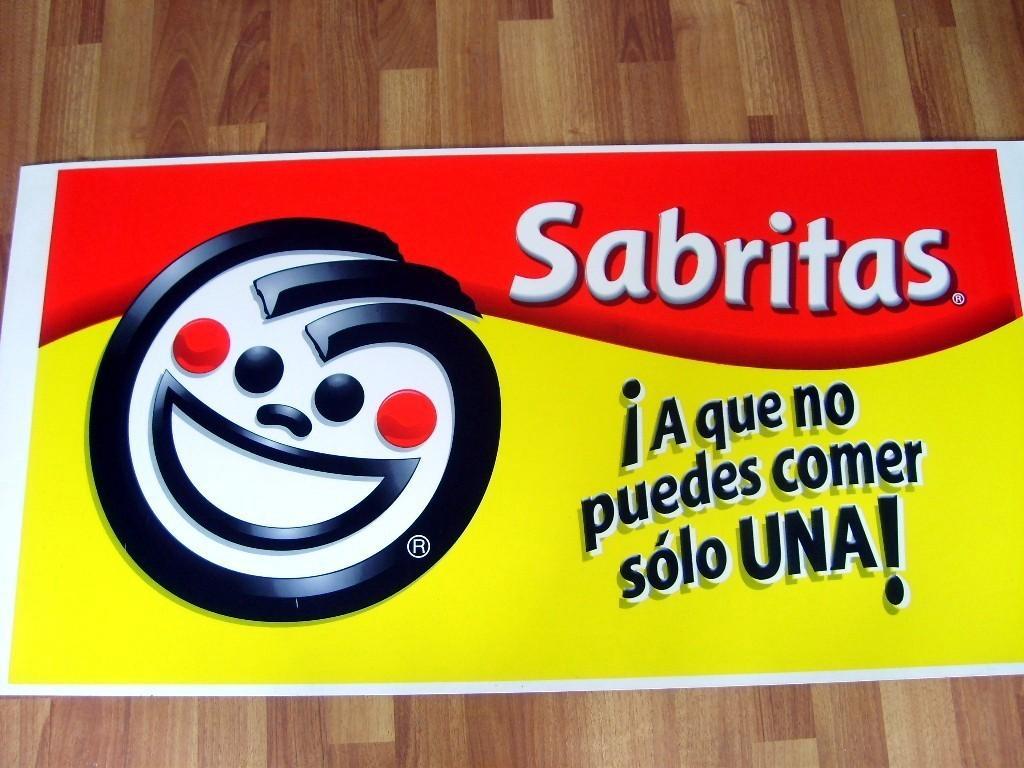 Sabritas®
¡A que no
puedes comer
sólo UNA!
®